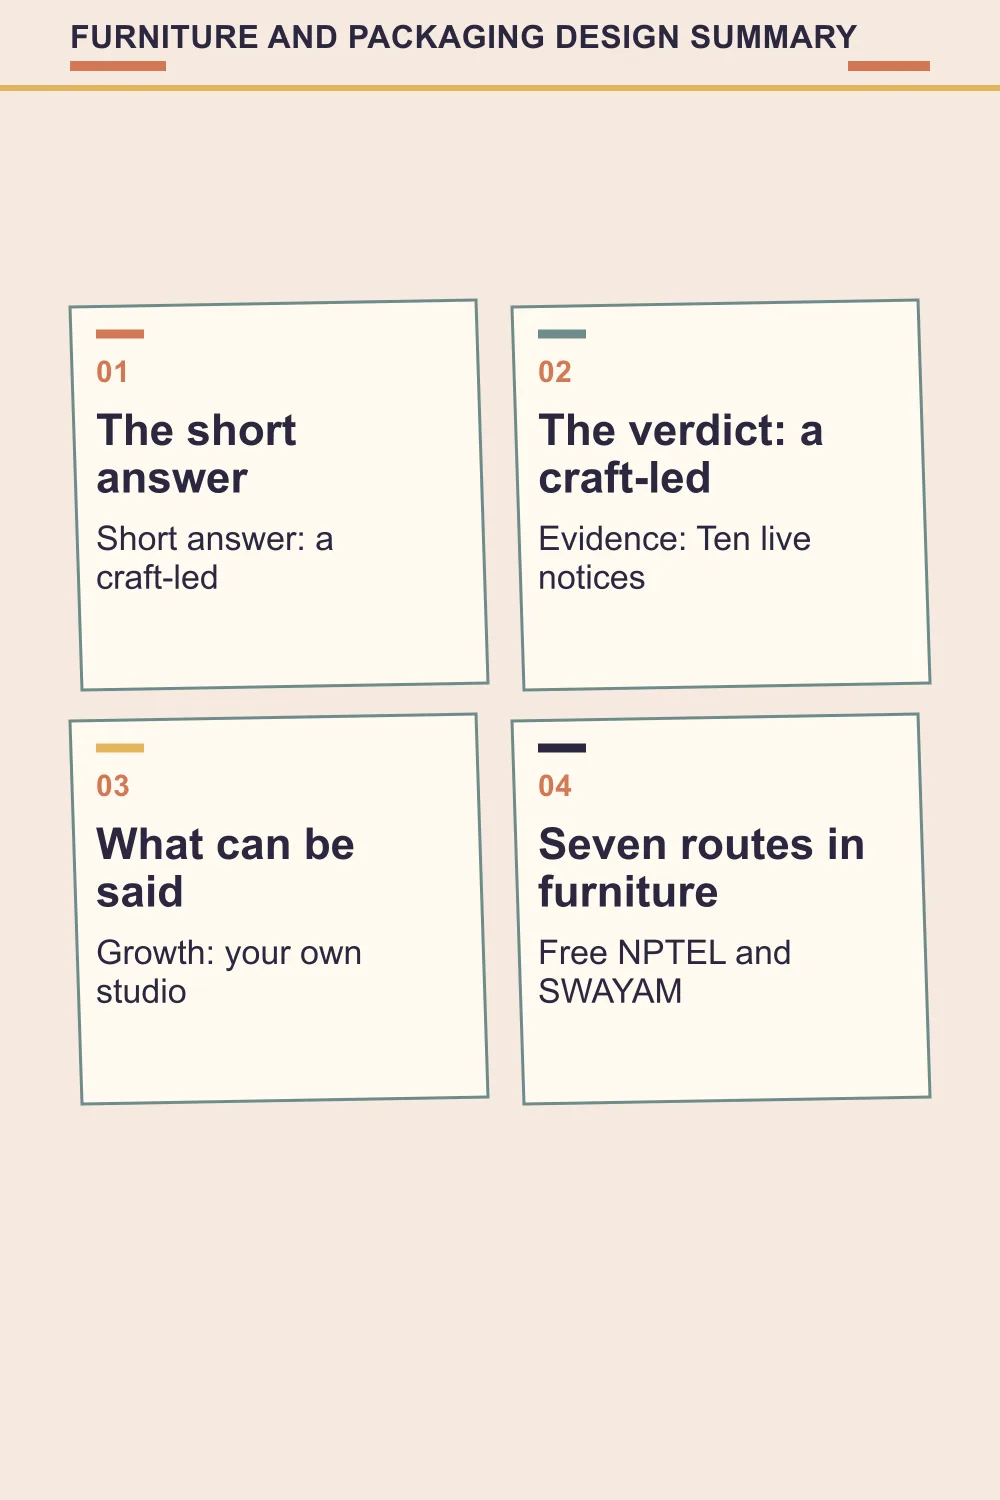 FURNITURE AND PACKAGING DESIGN SUMMARY
01
The short
answer
Short answer: a
craft-led
02
The verdict: a
craft-led
Evidence: Ten live
notices
03
What can be
said
Growth: your own
studio
04
Seven routes in
furniture
Free NPTEL and
SWAYAM